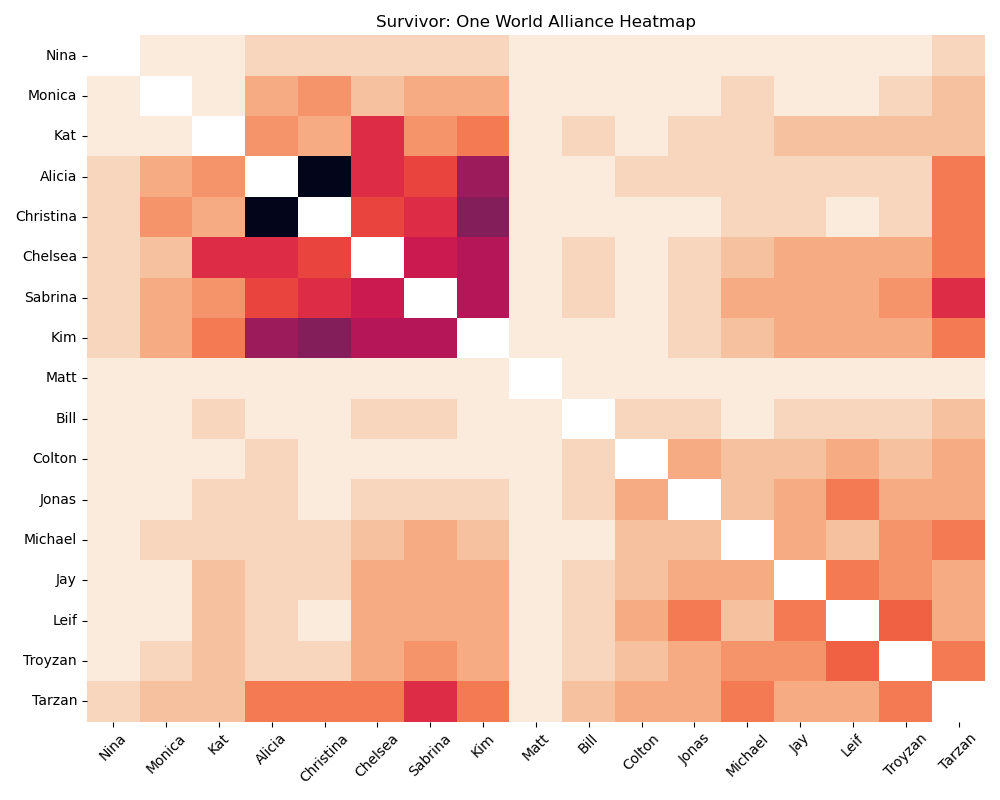 Survivor: One World Alliance Heatmap
Nina
Monica
Kat
Alicia
Christina
Chelsea
Sabrina
Kim
Matt
Bill
Colton
Jonas
Michael
Jay
Leif
Troyzan
Tarzan
Nina Monica Kat Alicia Christina Chelsea Sabrina Kim Matt Bill Colton Jonas Michael Jay Leif Troyzan Tarzan